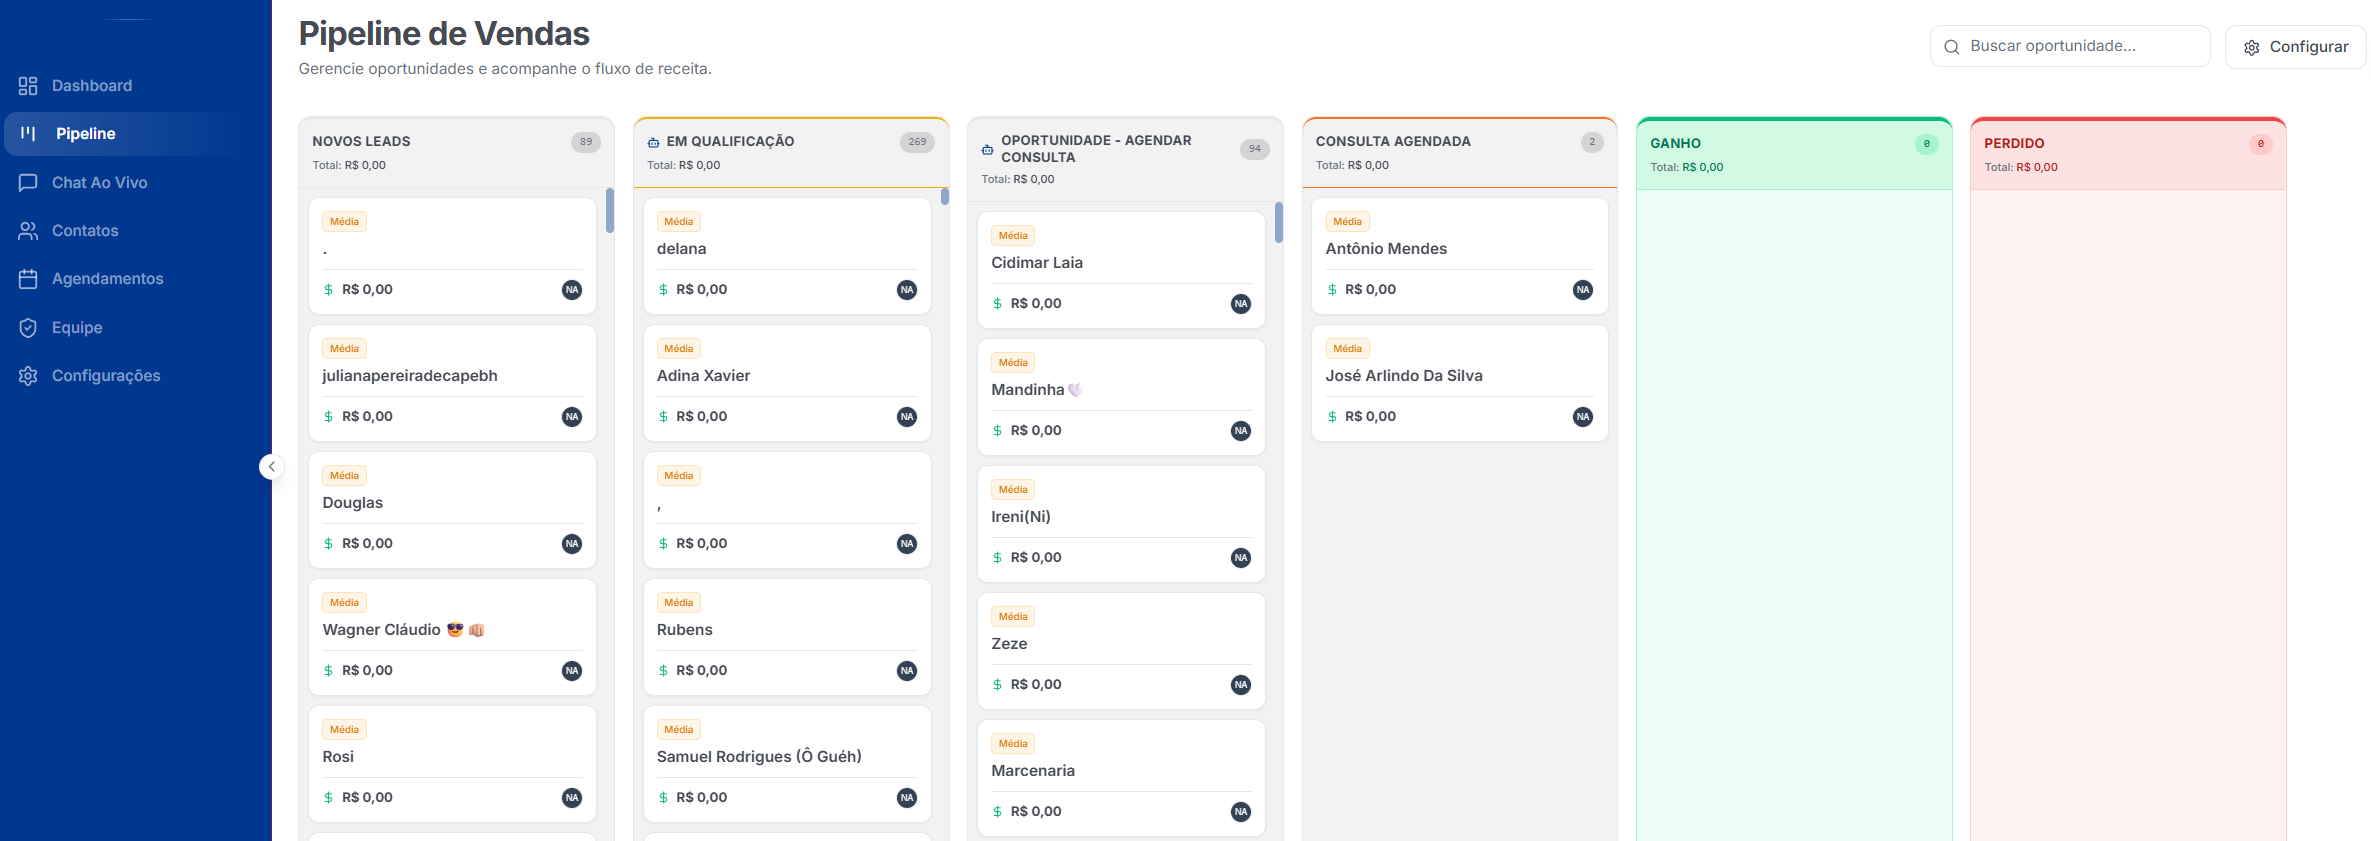 Dashboard
Pipeline
Chat Ao Vivo
Contatos
Agendamentos
Equipe
Configurações
Pipeline de Vendas
Gerencie oportunidades e acompanhe o fluxo de receita.
Buscar oportunidade...
Configurar
NOVOS LEADS
89
Total: R$ 0,00
Média
.
$ R$ 0,00
NA
Média
julianapereiradecapebh
$ R$ 0,00
NA
Média
Douglas
$ R$ 0,00
NA
Média
Wagner Cláudio 😎👊🏼
$ R$ 0,00
NA
Média
Rosi
$ R$ 0,00
NA
EM QUALIFICAÇÃO
269
Total: R$ 0,00
Média
delana
$ R$ 0,00
NA
Média
Adina Xavier
$ R$ 0,00
NA
Média
,
$ R$ 0,00
NA
Média
Rubens
$ R$ 0,00
NA
Média
Samuel Rodrigues (Ô Guéh)
$ R$ 0,00
NA
OPORTUNIDADE - AGENDAR
CONSULTA
94
Total: R$ 0,00
Média
Cidimar Laia
$ R$ 0,00
NA
Média
Mandinha🤍
$ R$ 0,00
NA
Média
Ireni(Ni)
$ R$ 0,00
NA
Média
Zeze
$ R$ 0,00
NA
Média
Marcenaria
$ R$ 0,00
NA
CONSULTA AGENDADA
2
Total: R$ 0,00
Média
Antônio Mendes
$ R$ 0,00
NA
Média
José Arlindo Da Silva
$ R$ 0,00
NA
GANHO
0
Total: R$ 0,00
PERDIDO
0
Total: R$ 0,00